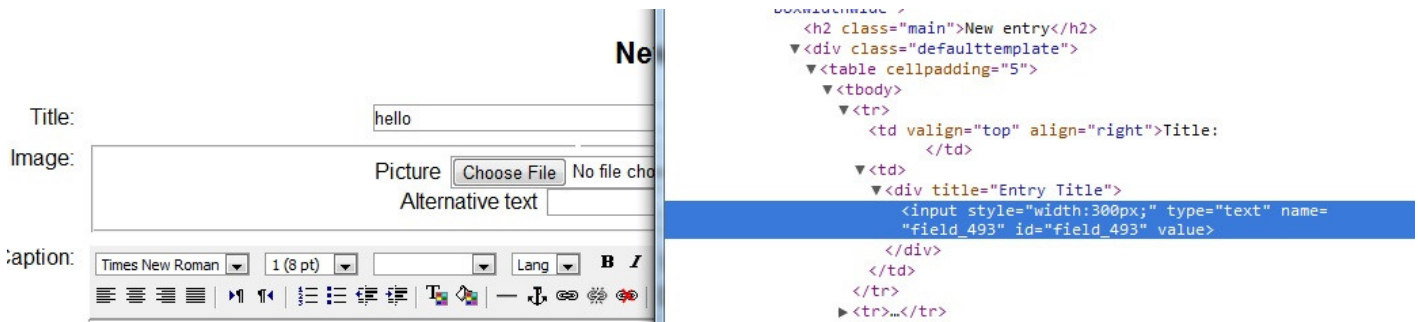 Ne
Title:
hello
Image:
Picture Choose File No file cho
Alternative text
Caption:
Times New Roman 1 (8 pt) Lang B I
<h2 class="main">New entry</h2>
▼<div class="defaulttemplate">
▼<table cellpadding="5">
▼<tbody>
▼<tr>
<td valign="top" align="right">Title:
</td>
▼<td>
▼<div title="Entry Title">
<input style="width:300px;" type="text" name=
"field_493" id="field_493" value>
</div>
</td>
</tr>
▶<tr>…</tr>